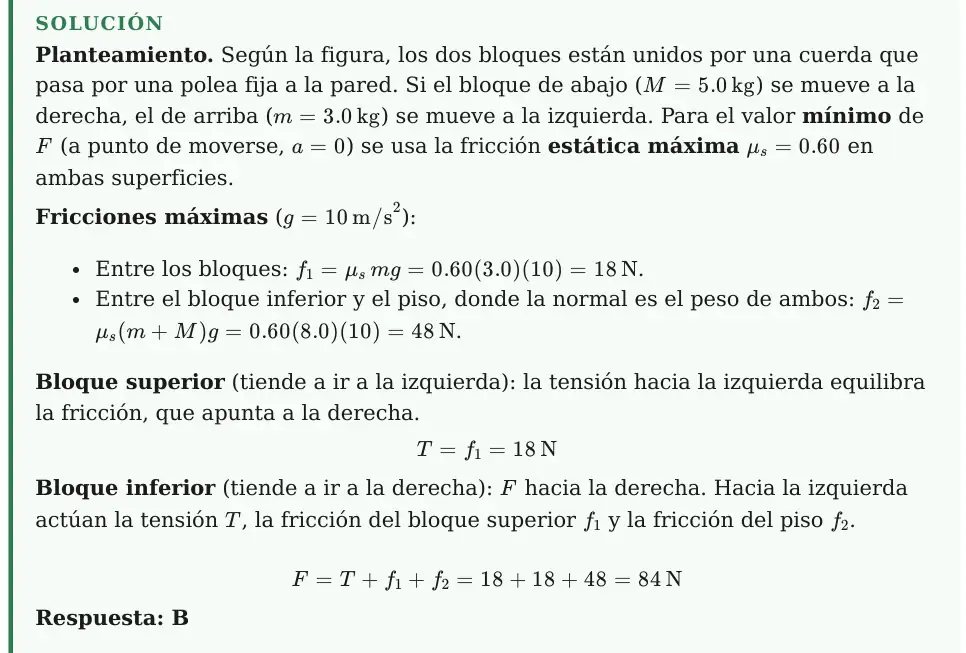 SOLUCIÓN
Planteamiento. Según la figura, los dos bloques están unidos por una cuerda que
pasa por una polea fija a la pared. Si el bloque de abajo (M = 5.0 kg) se mueve a la
derecha, el de arriba (m = 3.0 kg) se mueve a la izquierda. Para el valor mínimo de
F (a punto de moverse, a = 0) se usa la fricción estática máxima μₛ = 0.60 en
ambas superficies.
Fricciones máximas (g = 10 m/s²):
• Entre los bloques: f₁ = μₛ mg = 0.60(3.0)(10) = 18 N.
• Entre el bloque inferior y el piso, donde la normal es el peso de ambos: f₂ =
μₛ(m + M)g = 0.60(8.0)(10) = 48 N.
Bloque superior (tiende a ir a la izquierda): la tensión hacia la izquierda equilibra
la fricción, que apunta a la derecha.
T = f₁ = 18 N
Bloque inferior (tiende a ir a la derecha): F hacia la derecha. Hacia la izquierda
actúan la tensión T, la fricción del bloque superior f₁ y la fricción del piso f₂.
F = T + f₁ + f₂ = 18 + 18 + 48 = 84 N
Respuesta: B